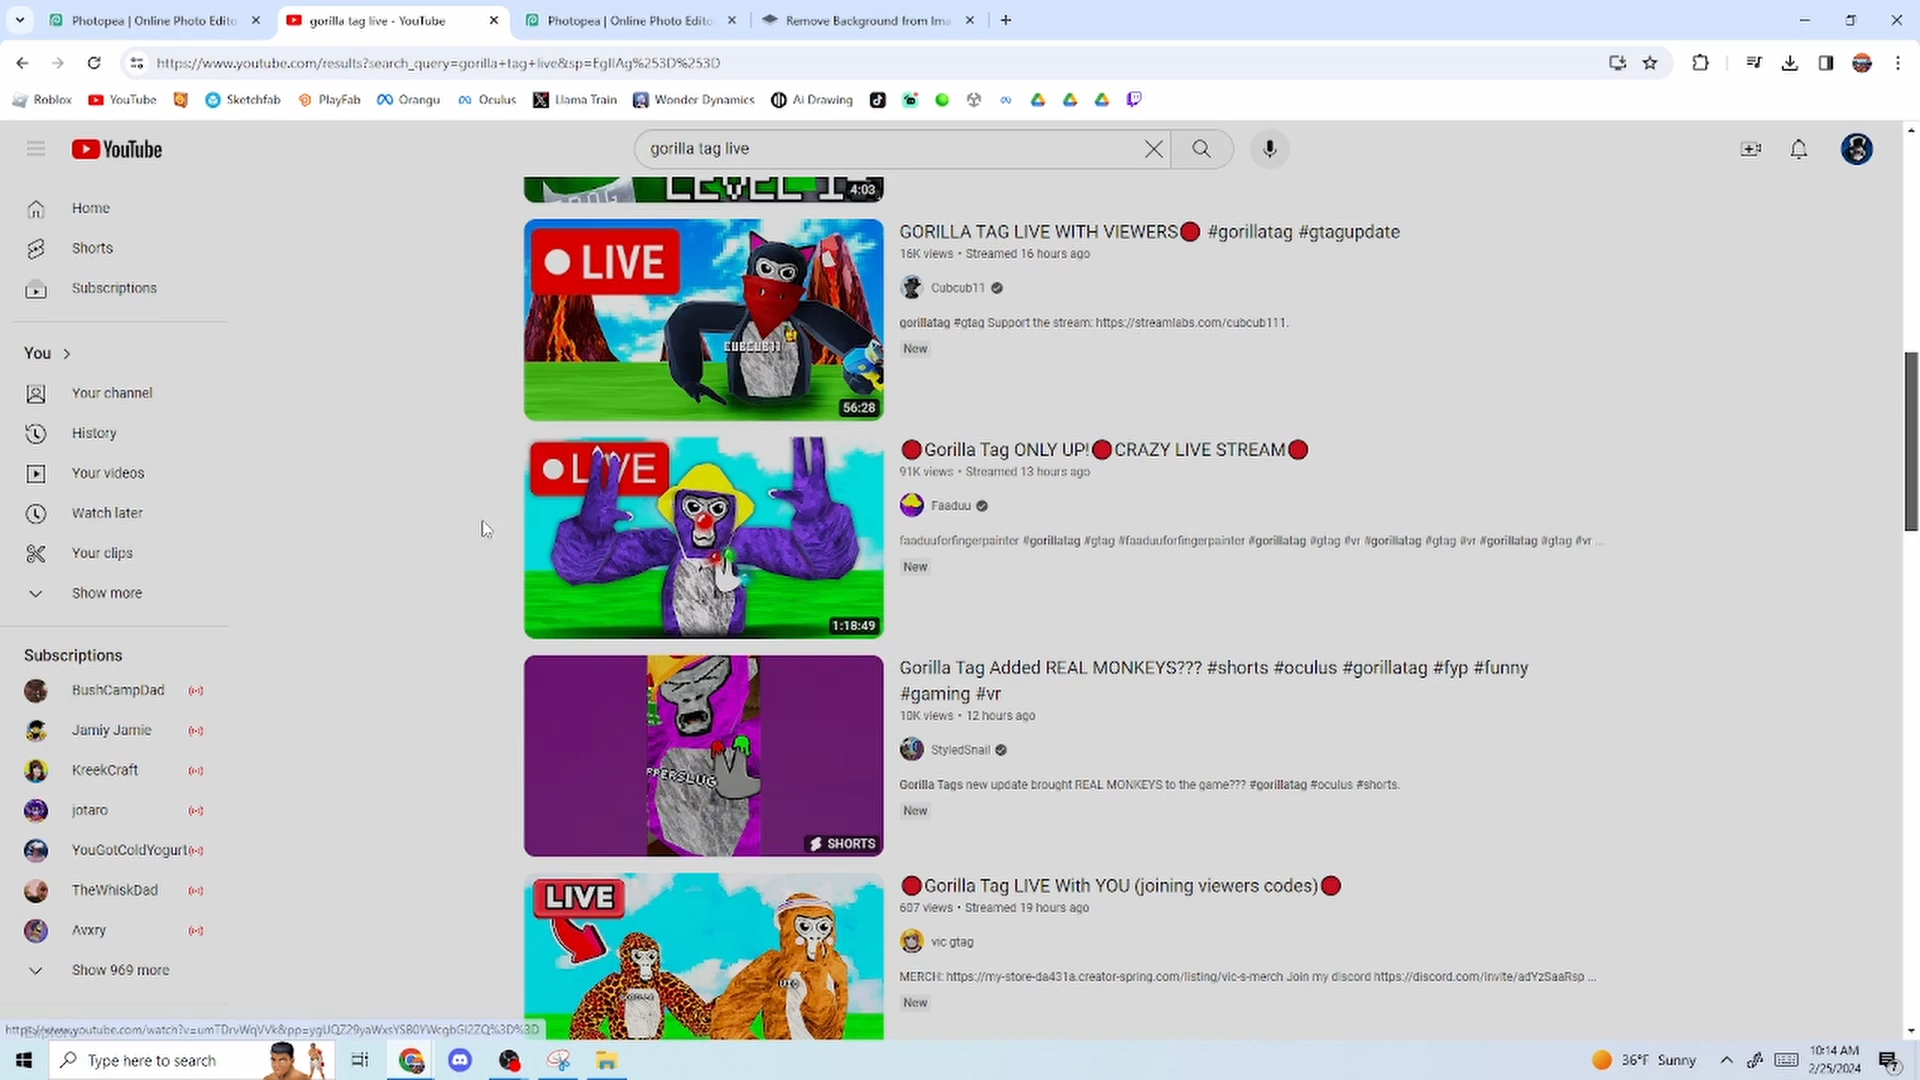 Photopea | Online Photo Edito
gorilla tag live - YouTube
Photopea | Online Photo Edito
Remove Background from Ima
https://www.youtube.com/results?search_query=gorilla+tag+live&sp=EgIIAg%253D%253D
Roblox
YouTube
Sketchfab
PlayFab
Orangu
Oculus
Llama Train
Wonder Dynamics
AI Drawing
YouTube
gorilla tag live
Home
Shorts
Subscriptions
You
Your channel
History
Your videos
Watch later
Your clips
Show more
Subscriptions
BushCampDad
Jamiy Jamie
KreekCraft
jotaro
YouGotColdYogurt
TheWhiskDad
Avxry
Show 969 more
4:03
LIVE
CUBCUB11
56:28
GORILLA TAG LIVE WITH VIEWERS🔴 #gorillatag #gtagupdate
16K views • Streamed 16 hours ago
Cubcub11
gorillatag #gtag Support the stream: https://streamlabs.com/cubcub111.
New
LIVE
1:18:49
🔴Gorilla Tag ONLY UP!🔴CRAZY LIVE STREAM🔴
91K views • Streamed 13 hours ago
Faaduu
faaduuforfingerpainter #gorillatag #gtag #faaduuforfingerpainter #gorillatag #gtag #vr #gorillatag #gtag #vr #gorillatag #gtag #vr ...
New
PPERSLUG
SHORTS
Gorilla Tag Added REAL MONKEYS??? #shorts #oculus #gorillatag #fyp #funny
#gaming #vr
10K views • 12 hours ago
StyledSnail
Gorilla Tags new update brought REAL MONKEYS to the game??? #gorillatag #oculus #shorts.
New
LIVE
VIC
🔴Gorilla Tag LIVE With YOU (joining viewers codes)🔴
607 views • Streamed 19 hours ago
vic gtag
MERCH: https://my-store-da431a.creator-spring.com/listing/vic-s-merch Join my discord https://discord.com/invite/adYzSaaRsp ...
New
Type here to search
36°F Sunny
10:14 AM
2/25/2024